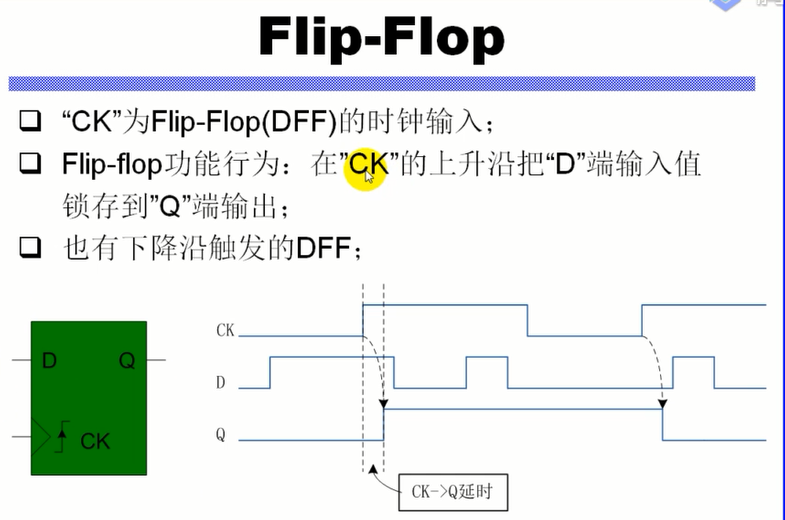 Flip-Flop
“CK”为Flip-Flop(DFF)的时钟输入；
Flip-flop功能行为：在”CK”的上升沿把“D”端输入值
锁存到”Q”端输出；
也有下降沿触发的DFF；
CK
D
Q
D Q
CK
CK->Q延时